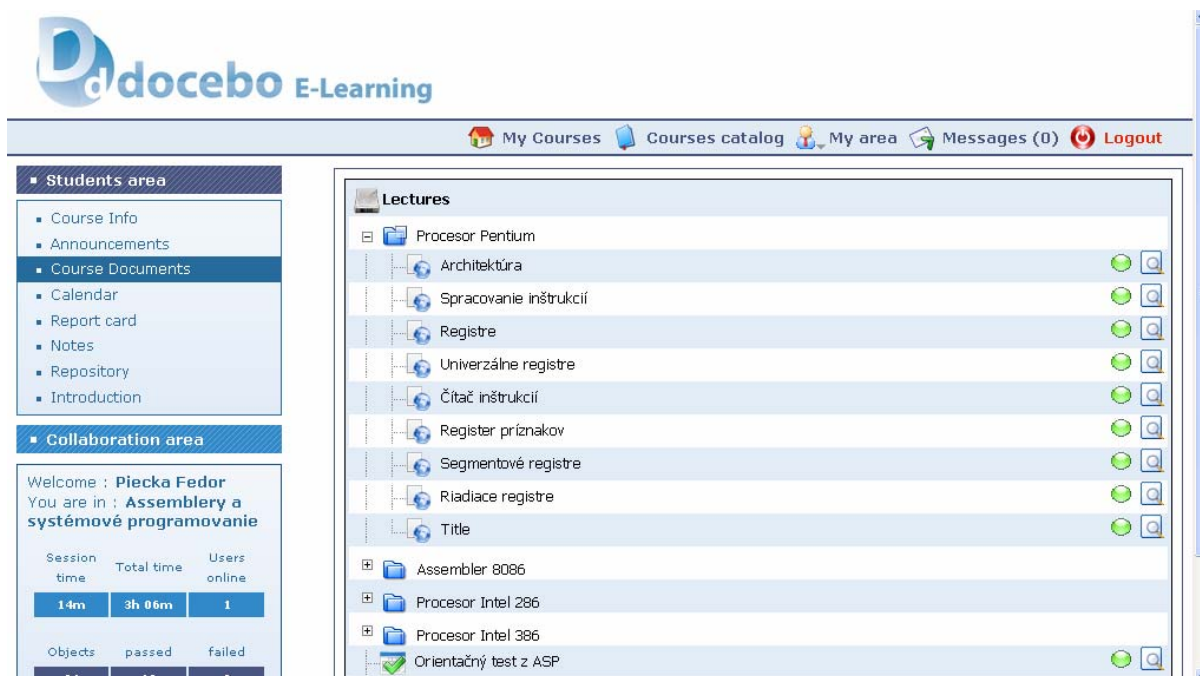 Dd docebo E-Learning
My Courses Courses catalog My area Messages (0) Logout
Students area
Course Info
Announcements
Course Documents
Calendar
Report card
Notes
Repository
Introduction
Collaboration area
Welcome : Piecka Fedor
You are in : Assemblery a
systémové programovanie
Session time Total time Users online
14m 3h 06m 1
Objects passed failed
Lectures
Procesor Pentium
Architektúra
Spracovanie inštrukcií
Registre
Univerzálne registre
Čítač inštrukcií
Register príznakov
Segmentové registre
Riadiace registre
Title
Assembler 8086
Procesor Intel 286
Procesor Intel 386
Orientačný test z ASP